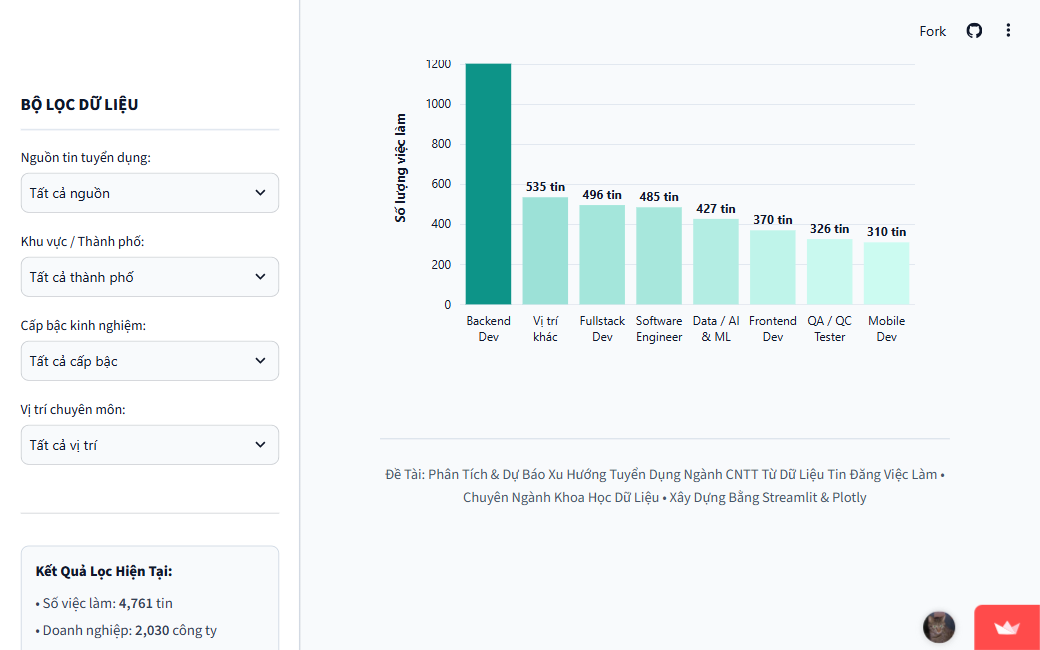 Fork
BỘ LỌC DỮ LIỆU
Nguồn tin tuyển dụng:
Tất cả nguồn
Khu vực / Thành phố:
Tất cả thành phố
Cấp bậc kinh nghiệm:
Tất cả cấp bậc
Vị trí chuyên môn:
Tất cả vị trí
Kết Quả Lọc Hiện Tại:
• Số việc làm: 4,761 tin
• Doanh nghiệp: 2,030 công ty
Số lượng việc làm
1200
1000
800
600
400
200
0
535 tin
496 tin
485 tin
427 tin
370 tin
326 tin
310 tin
Backend Dev
Vị trí khác
Fullstack Dev
Software Engineer
Data / AI & ML
Frontend Dev
QA / QC Tester
Mobile Dev
Đề Tài: Phân Tích & Dự Báo Xu Hướng Tuyển Dụng Ngành CNTT Từ Dữ Liệu Tin Đăng Việc Làm •
Chuyên Ngành Khoa Học Dữ Liệu • Xây Dựng Bằng Streamlit & Plotly